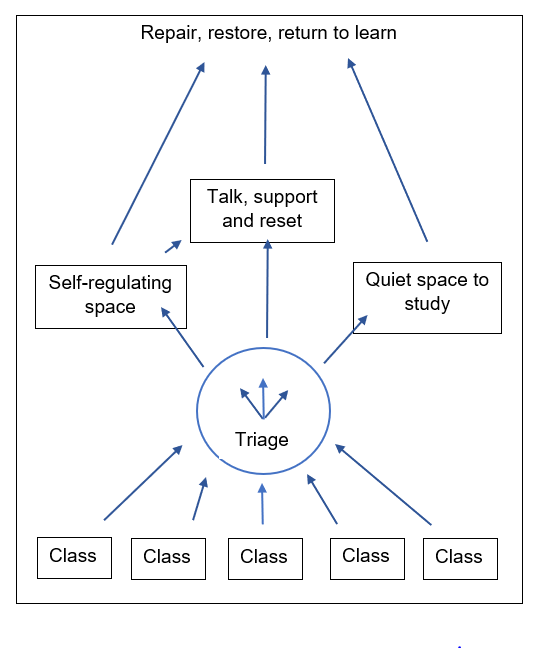 Repair, restore, return to learn
Talk, support
and reset
Self-regulating
space
Quiet space to
study
Triage
Class
Class
Class
Class
Class